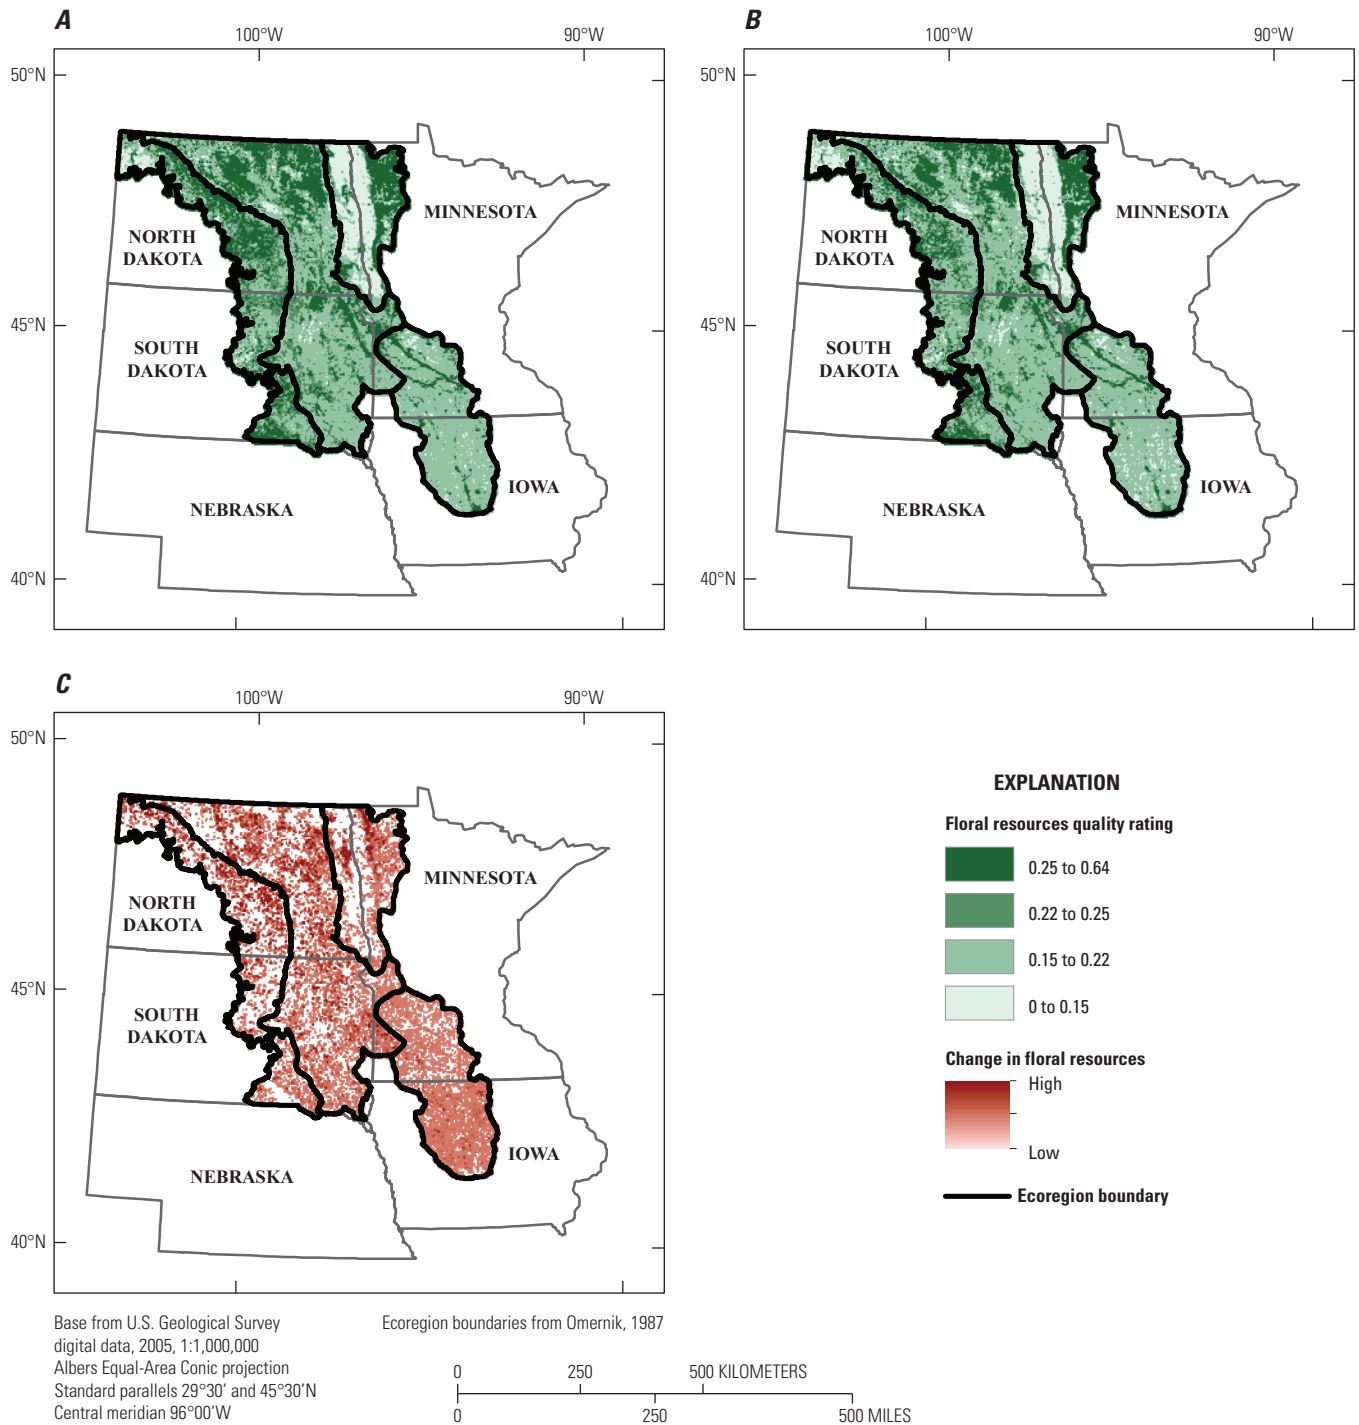 A
100°W
90°W
50°N
45°N
40°N
NORTH
DAKOTA
SOUTH
DAKOTA
NEBRASKA
MINNESOTA
IOWA
B
100°W
90°W
50°N
45°N
40°N
NORTH
DAKOTA
SOUTH
DAKOTA
NEBRASKA
MINNESOTA
IOWA
C
100°W
90°W
50°N
45°N
40°N
NORTH
DAKOTA
SOUTH
DAKOTA
NEBRASKA
MINNESOTA
IOWA
EXPLANATION
Floral resources quality rating
0.25 to 0.64
0.22 to 0.25
0.15 to 0.22
0 to 0.15
Change in floral resources
High
Low
Ecoregion boundary
Base from U.S. Geological Survey
digital data, 2005, 1:1,000,000
Albers Equal-Area Conic projection
Standard parallels 29°30′ and 45°30′N
Central meridian 96°00′W
Ecoregion boundaries from Omernik, 1987
0 250 500 KILOMETERS
0 250 500 MILES